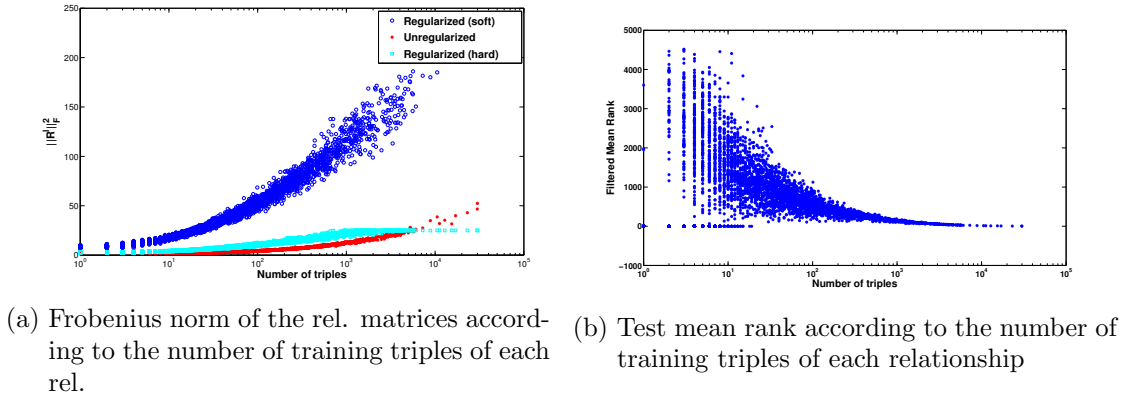 250
200
150
100
50
0
||R^l||_F^2
Regularized (soft)
Unregularized
Regularized (hard)
10^0
10^1
10^2
10^3
10^4
10^5
Number of triples
(a) Frobenius norm of the rel. matrices accord-
ing to the number of training triples of each
rel.
5000
4000
3000
2000
1000
0
−1000
Filtered Mean Rank
10^0
10^1
10^2
10^3
10^4
10^5
Number of triples
(b) Test mean rank according to the number of
training triples of each relationship